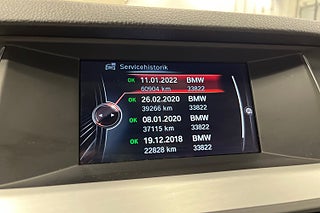 Servicehistorik
OK 11.01.2022 BMW
60904 km 33822
OK 26.02.2020 BMW
39266 km 33822
OK 08.01.2020 BMW
37115 km 33822
OK 19.12.2018 BMW
22828 km 33822